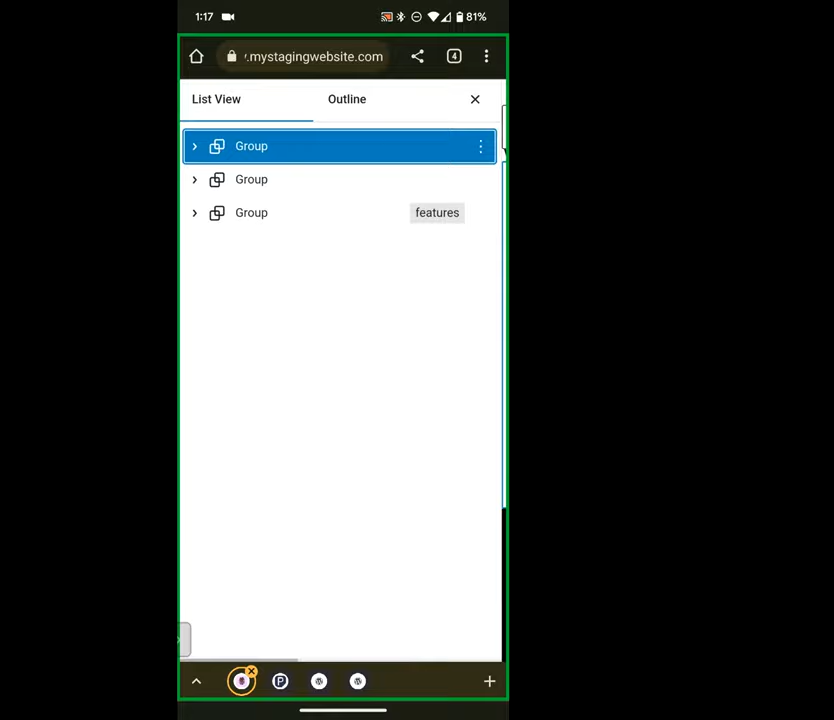 1:17
81%
.mystagingwebsite.com
4
List View
Outline
Group
Group
Group
features